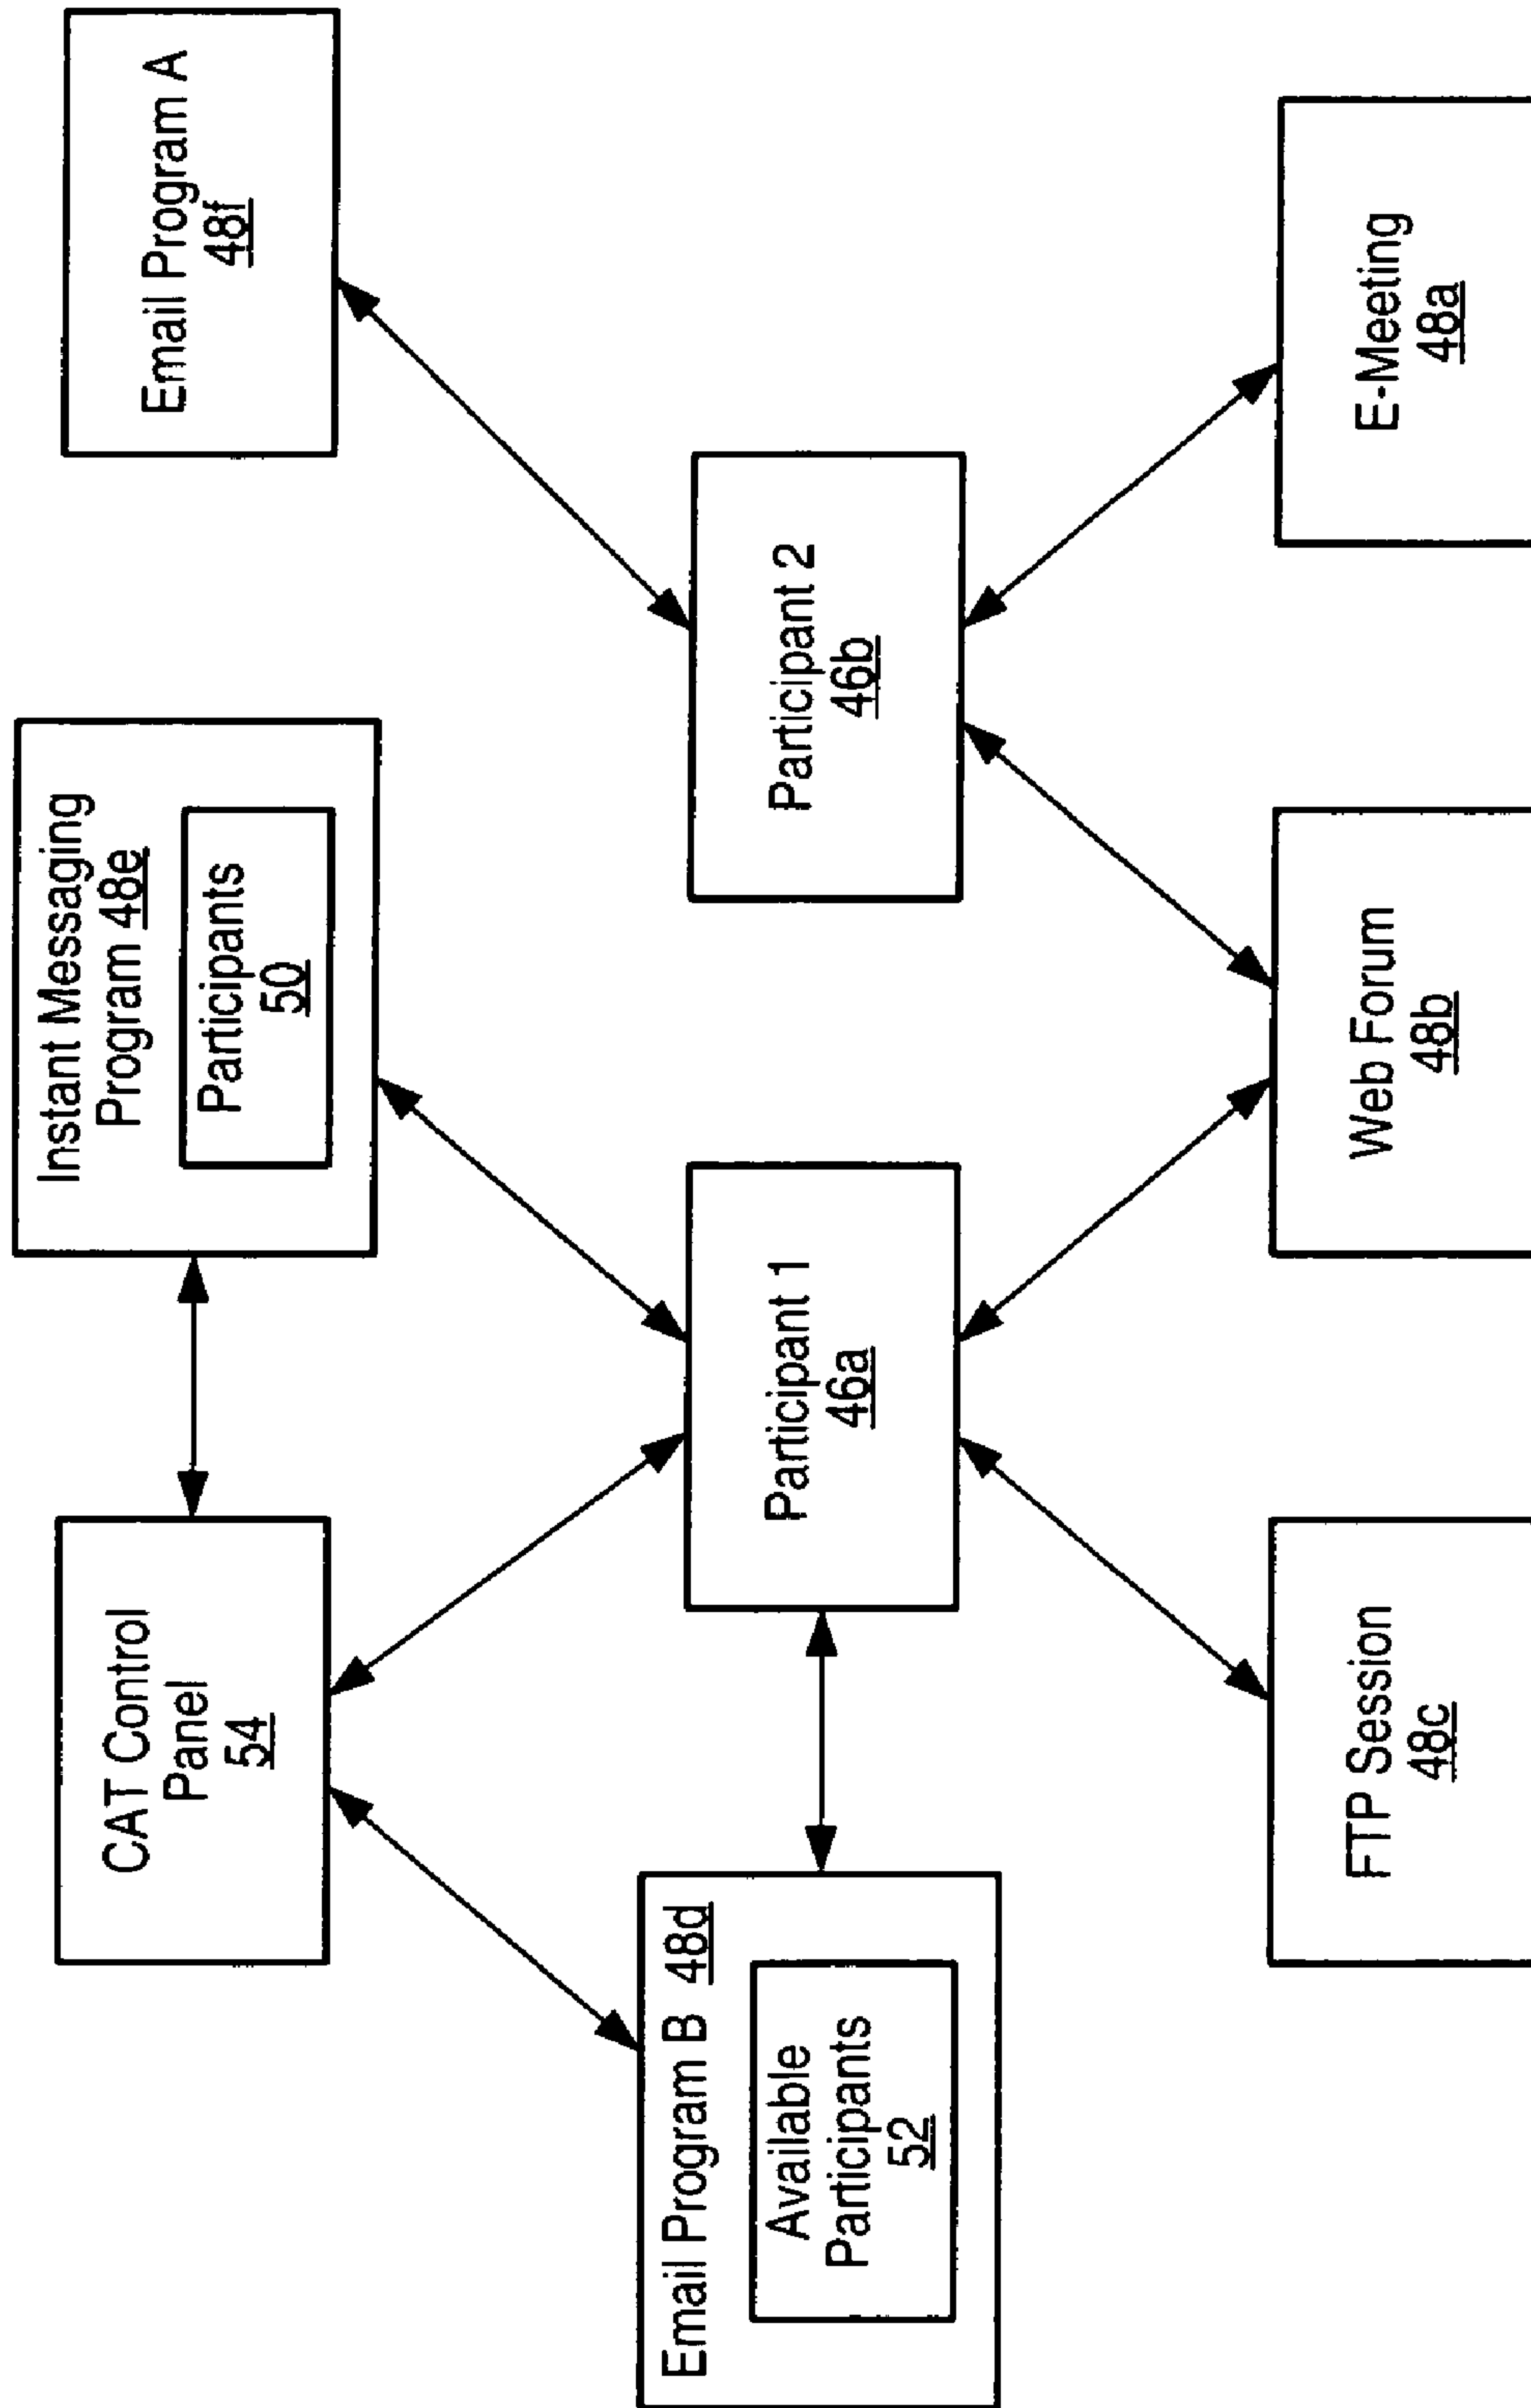 CAT Control
Panel
54
Instant Messaging
Program 48e
Participants
50
Email Program A
48f
Email Program B 48d
Available
Participants
52
Participant 1
46a
Participant 2
46b
FTP Session
48c
Web Forum
48b
E-Meeting
48a